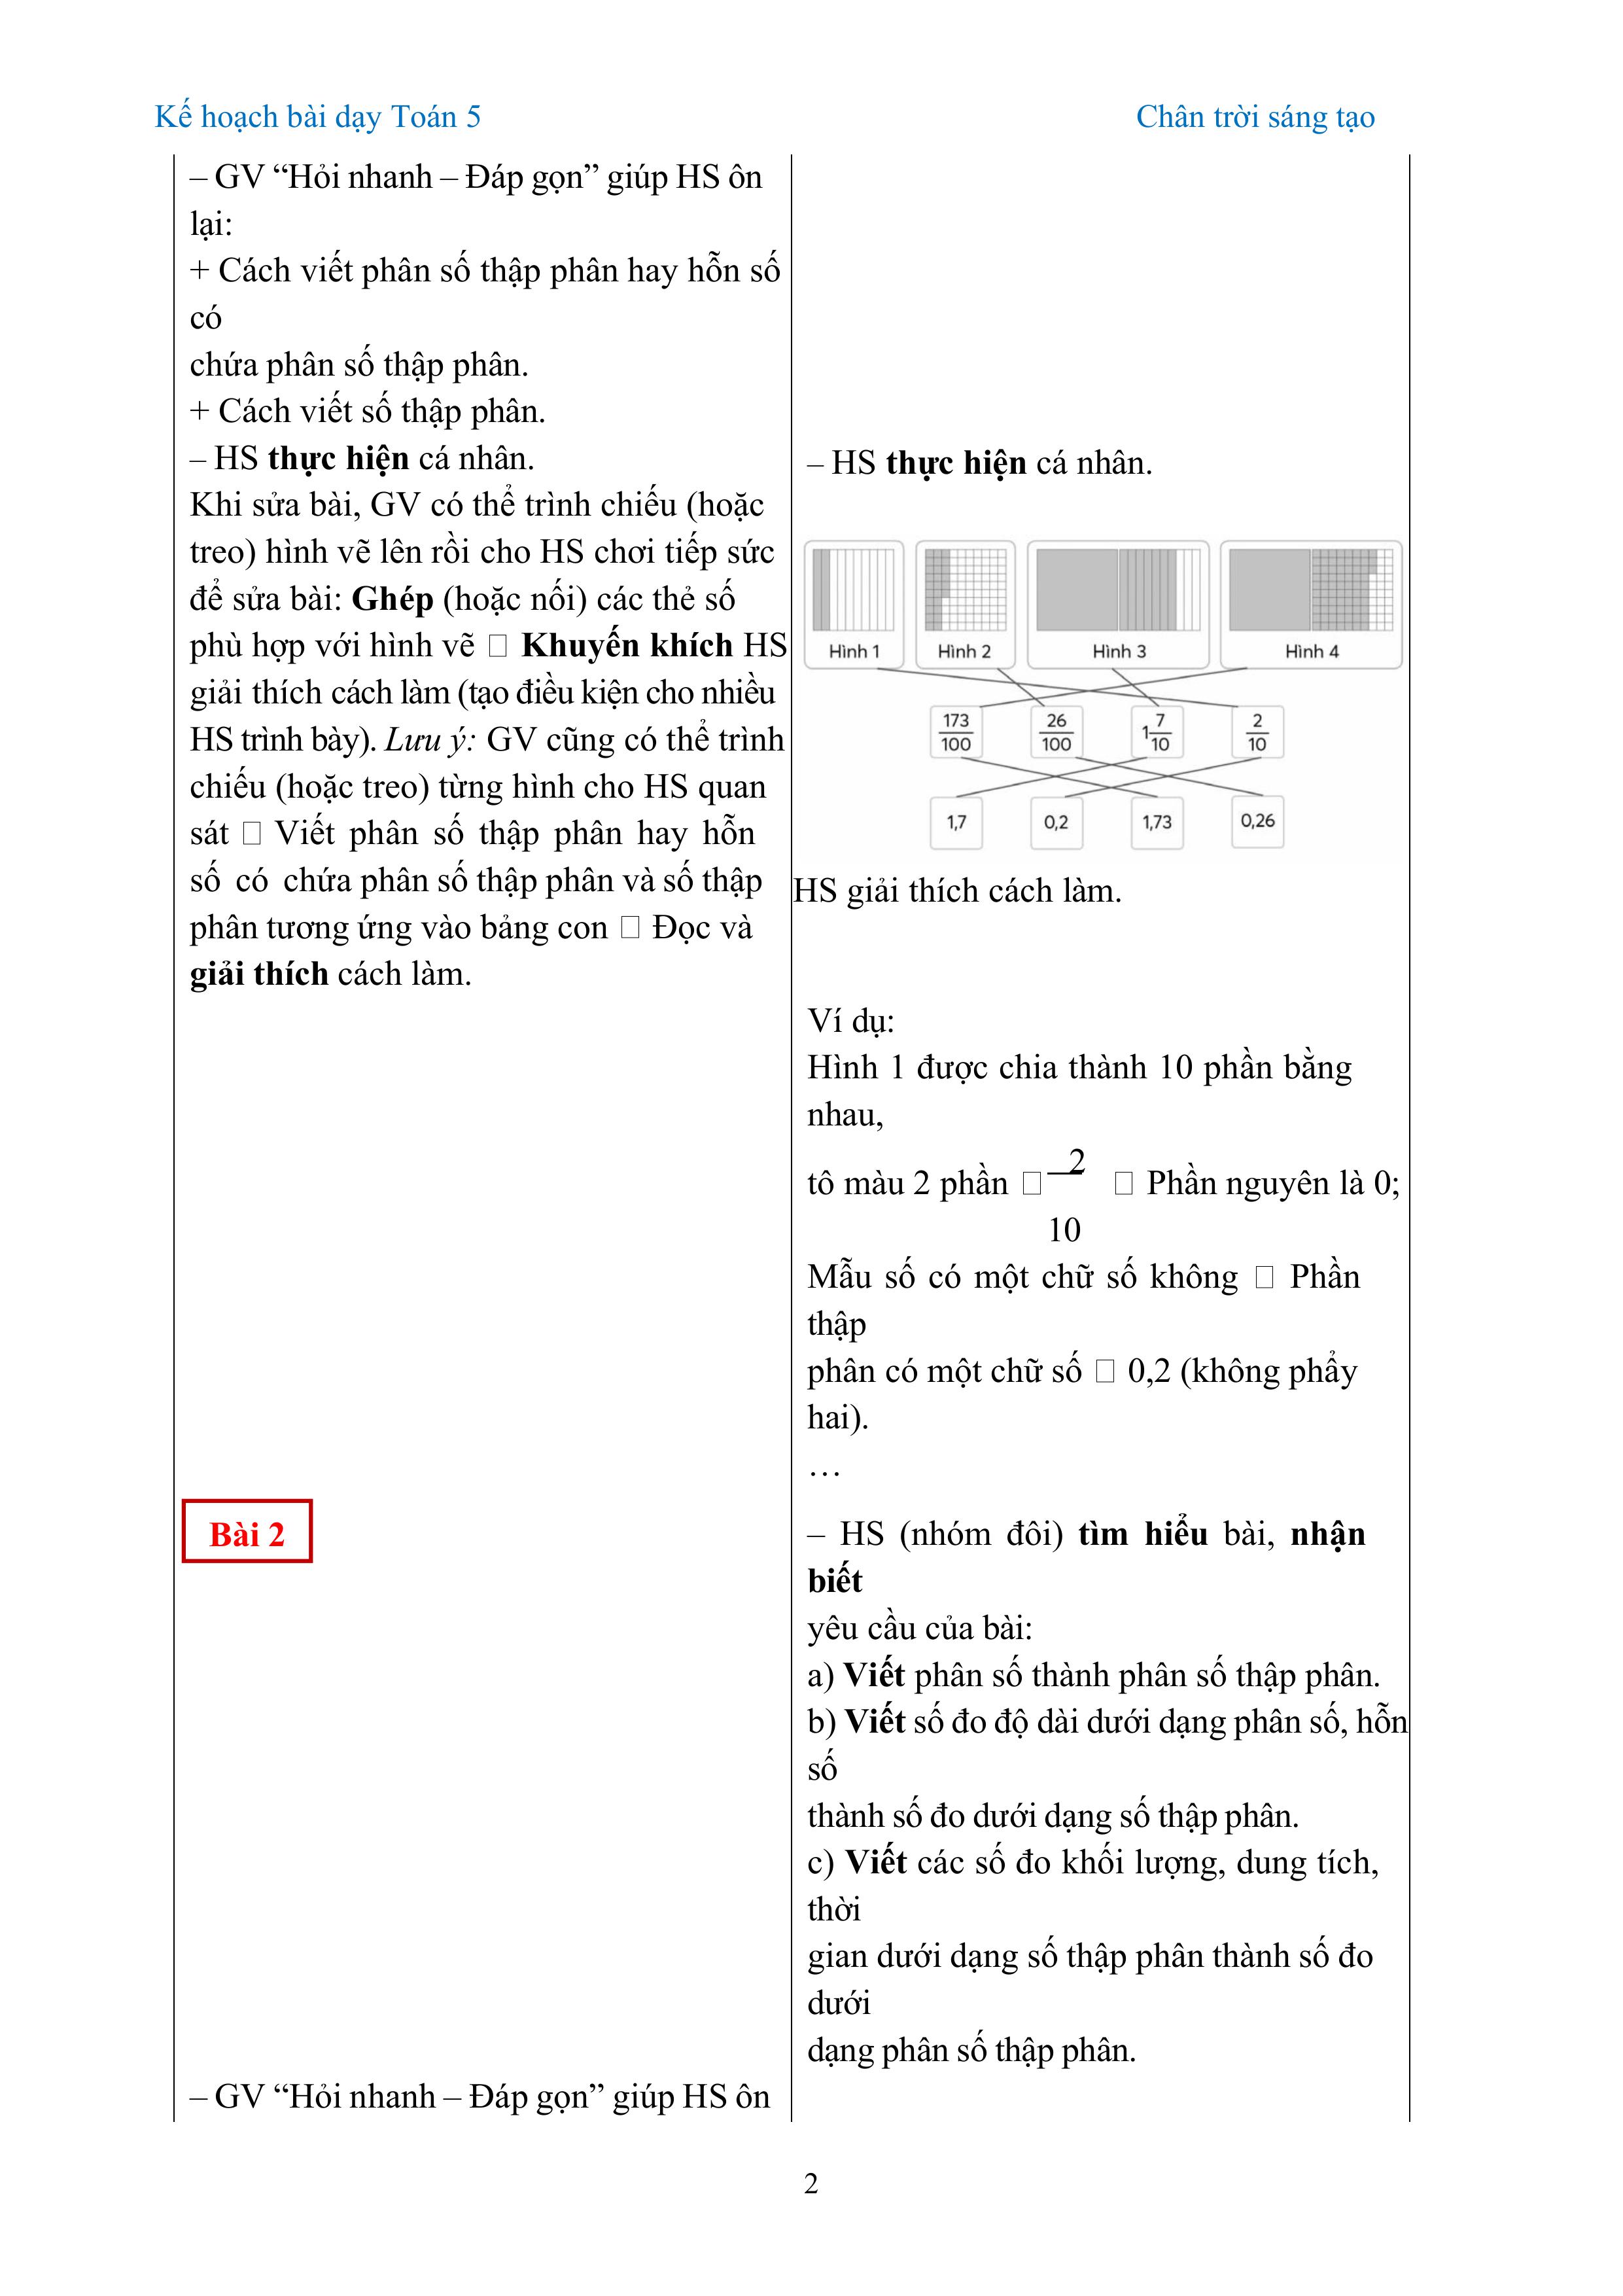 Kế hoạch bài dạy Toán 5
Chân trời sáng tạo
– GV “Hỏi nhanh – Đáp gọn” giúp HS ôn
lại:
+ Cách viết phân số thập phân hay hỗn số
có
chứa phân số thập phân.
+ Cách viết số thập phân.
– HS thực hiện cá nhân.
Khi sửa bài, GV có thể trình chiếu (hoặc
treo) hình vẽ lên rồi cho HS chơi tiếp sức
để sửa bài: Ghép (hoặc nối) các thẻ số
phù hợp với hình vẽ □ Khuyến khích HS
giải thích cách làm (tạo điều kiện cho nhiều
HS trình bày). Lưu ý: GV cũng có thể trình
chiếu (hoặc treo) từng hình cho HS quan
sát □ Viết phân số thập phân hay hỗn
số có chứa phân số thập phân và số thập
phân tương ứng vào bảng con □ Đọc và
giải thích cách làm.
Bài 2
– GV “Hỏi nhanh – Đáp gọn” giúp HS ôn
– HS thực hiện cá nhân.
Hình 1 Hình 2 Hình 3 Hình 4
173/100 26/100 1 7/10 2/10
1,7 0,2 1,73 0,26
HS giải thích cách làm.
Ví dụ:
Hình 1 được chia thành 10 phần bằng
nhau,
tô màu 2 phần □ 2 □ Phần nguyên là 0;
10
Mẫu số có một chữ số không □ Phần
thập
phân có một chữ số □ 0,2 (không phẩy
hai).
…
– HS (nhóm đôi) tìm hiểu bài, nhận
biết
yêu cầu của bài:
a) Viết phân số thành phân số thập phân.
b) Viết số đo độ dài dưới dạng phân số, hỗn
số
thành số đo dưới dạng số thập phân.
c) Viết các số đo khối lượng, dung tích,
thời
gian dưới dạng số thập phân thành số đo
dưới
dạng phân số thập phân.
2